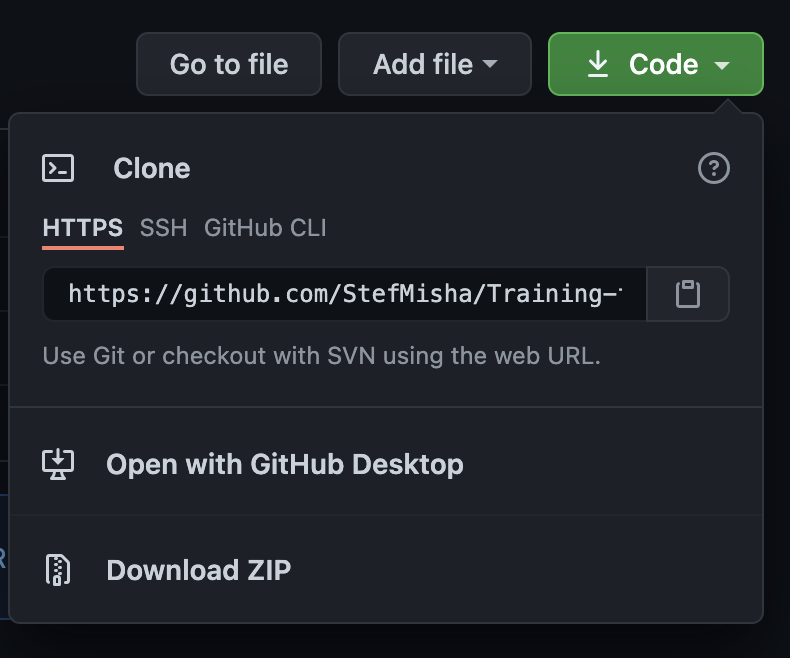 Go to file Add file Code
Clone
HTTPS SSH GitHub CLI
https://github.com/StefMisha/Training-
Use Git or checkout with SVN using the web URL.
Open with GitHub Desktop
Download ZIP